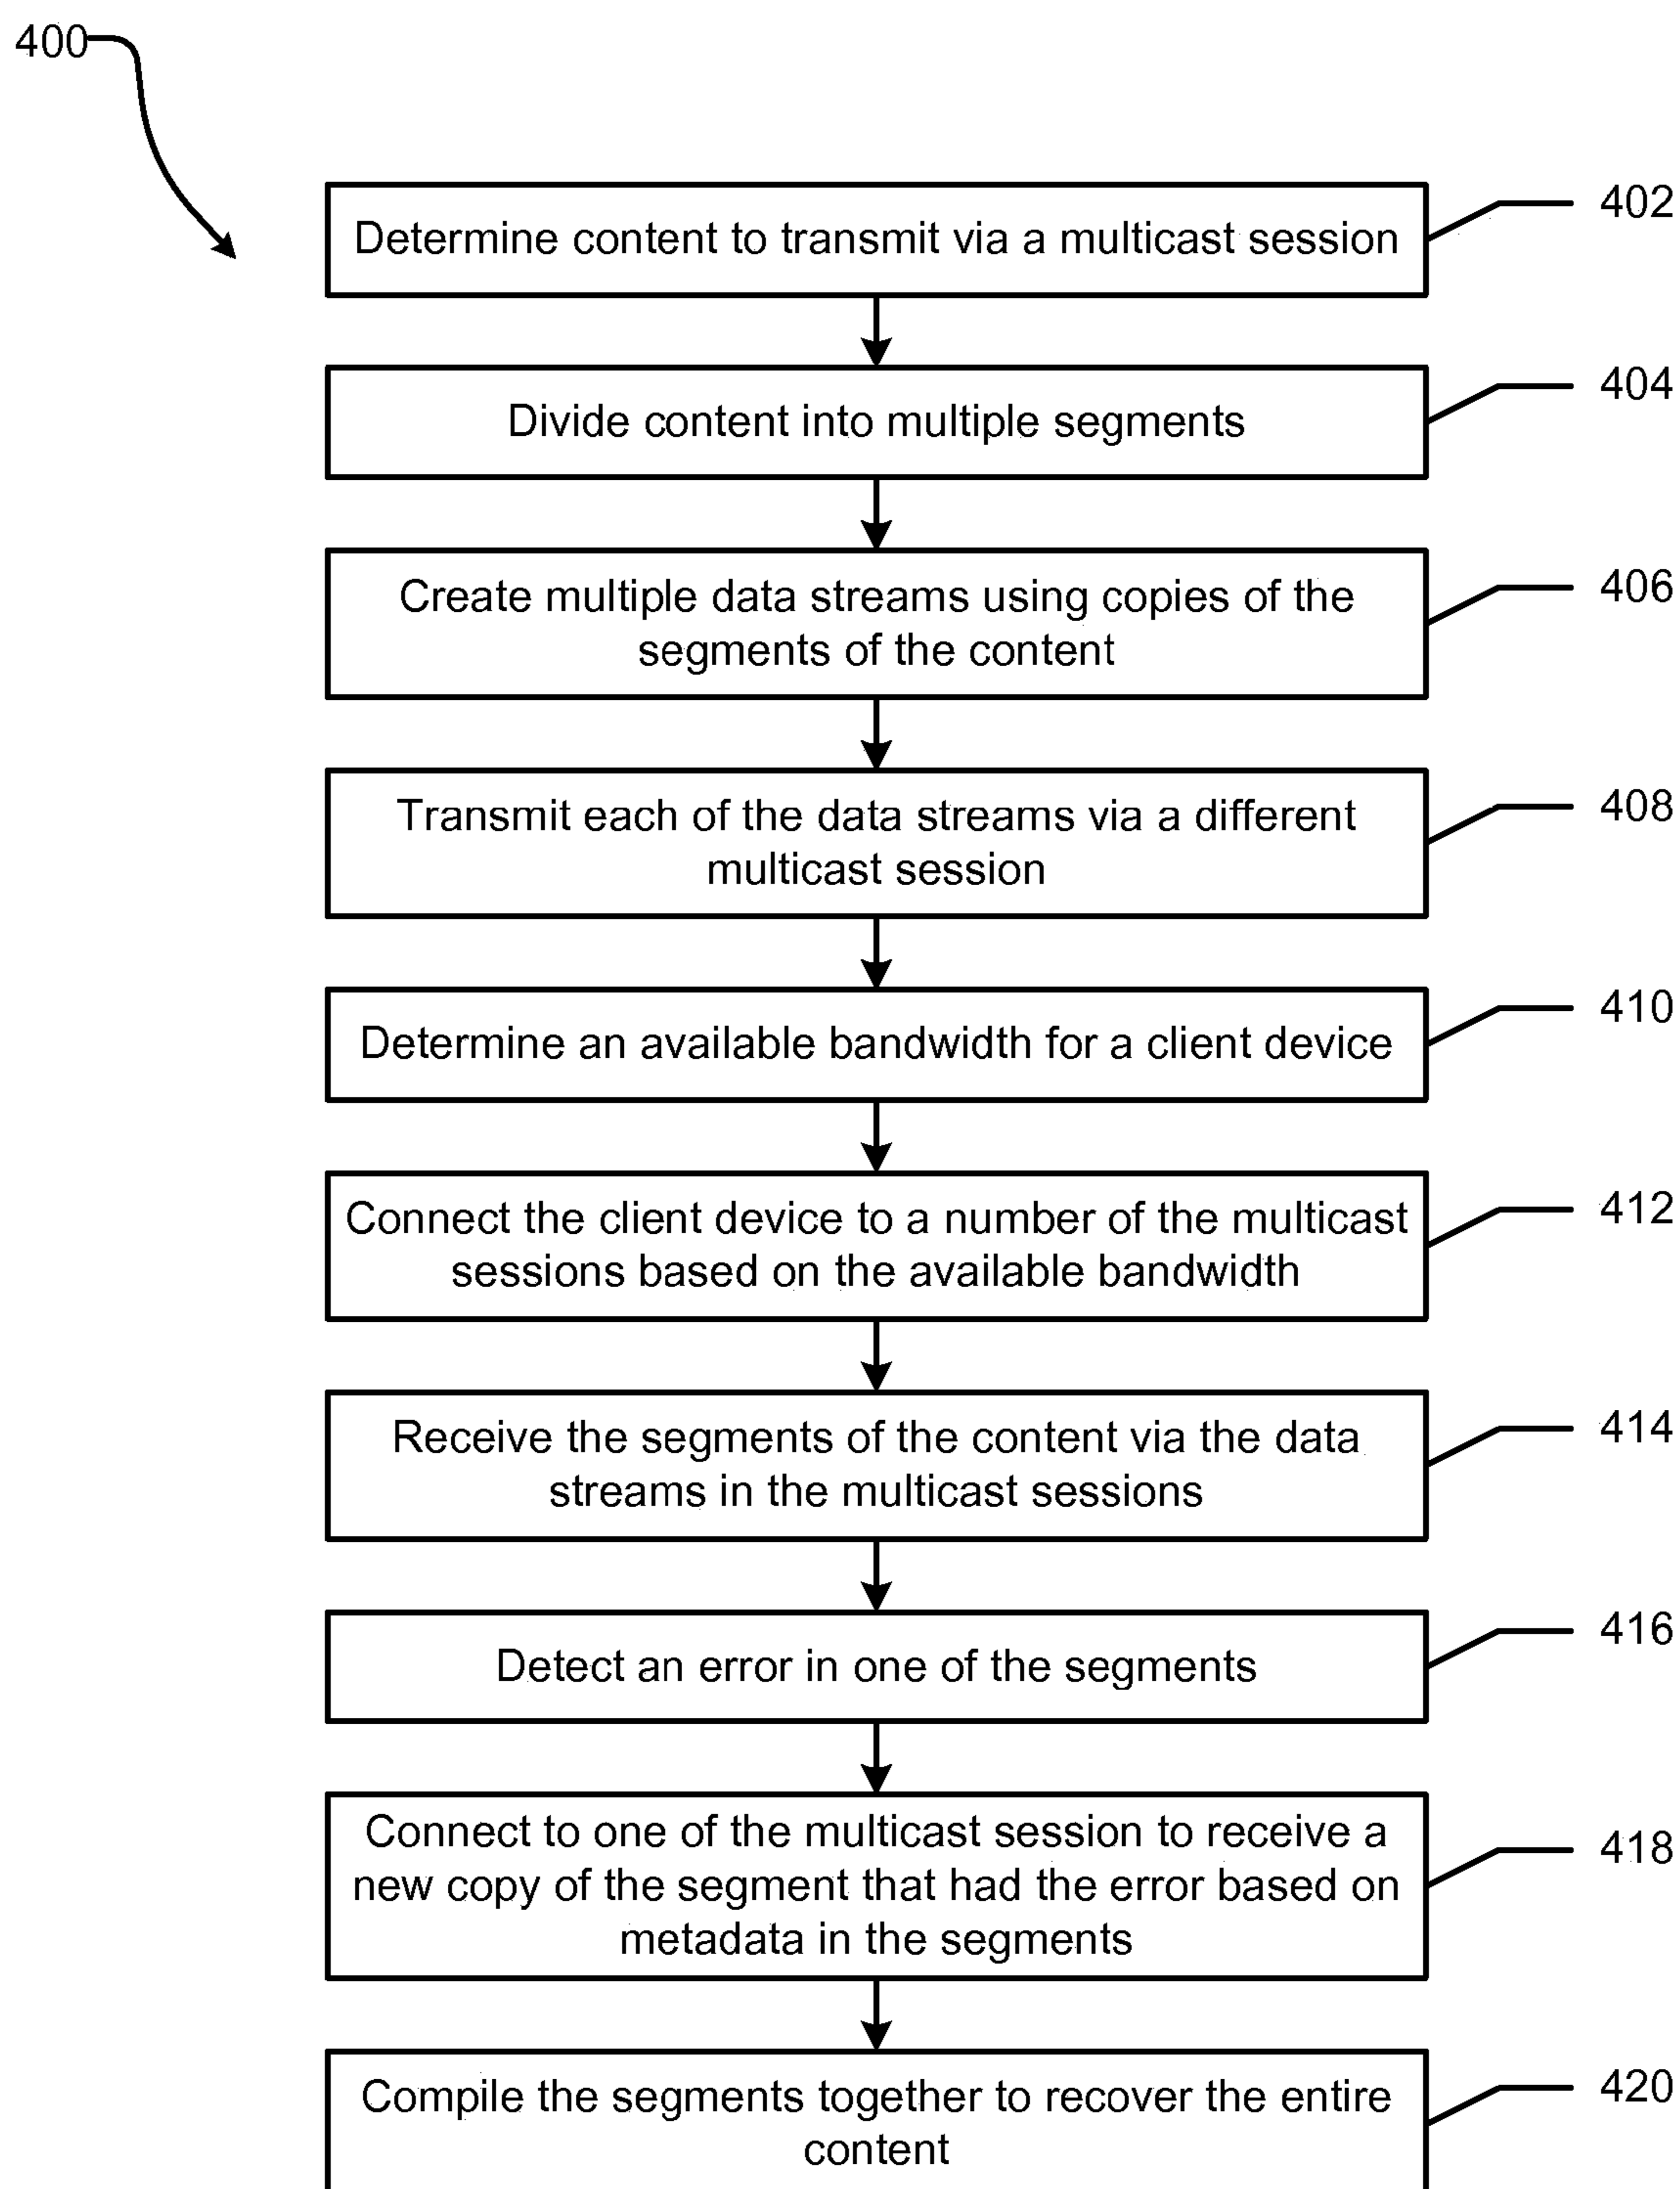 400
Determine content to transmit via a multicast session
402
Divide content into multiple segments
404
Create multiple data streams using copies of the
segments of the content
406
Transmit each of the data streams via a different
multicast session
408
Determine an available bandwidth for a client device
410
Connect the client device to a number of the multicast
sessions based on the available bandwidth
412
Receive the segments of the content via the data
streams in the multicast sessions
414
Detect an error in one of the segments
416
Connect to one of the multicast session to receive a
new copy of the segment that had the error based on
metadata in the segments
418
Compile the segments together to recover the entire
content
420